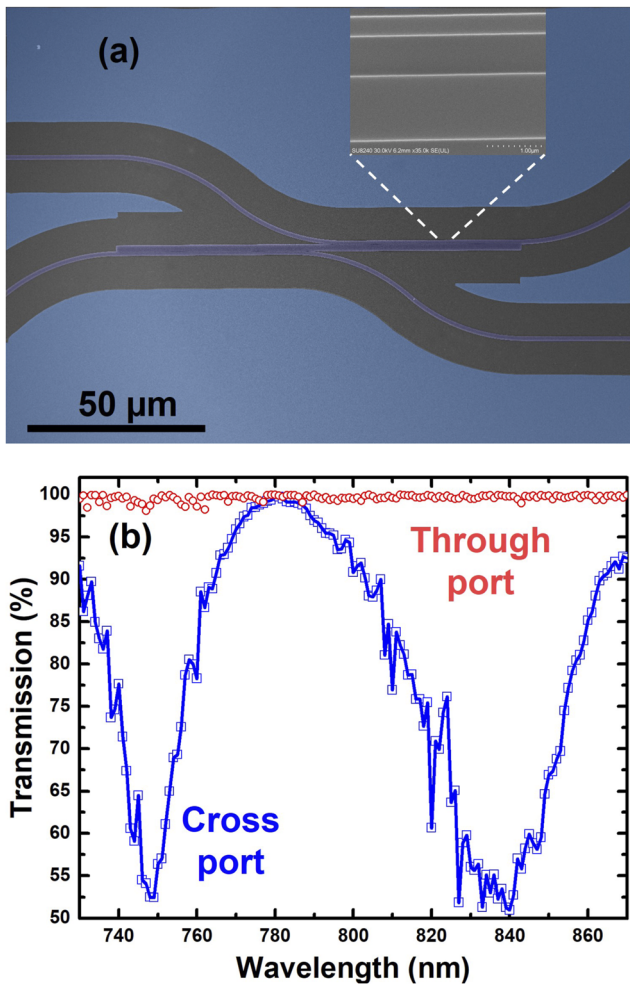 (a)
SU8240 30.0kV 8.2mm x35.0k SE(UL)
1.00μm
50 μm
(b)
Through
port
Cross
port
Transmission (%)
100
95
90
85
80
75
70
65
60
55
50
740 760 780 800 820 840 860
Wavelength (nm)